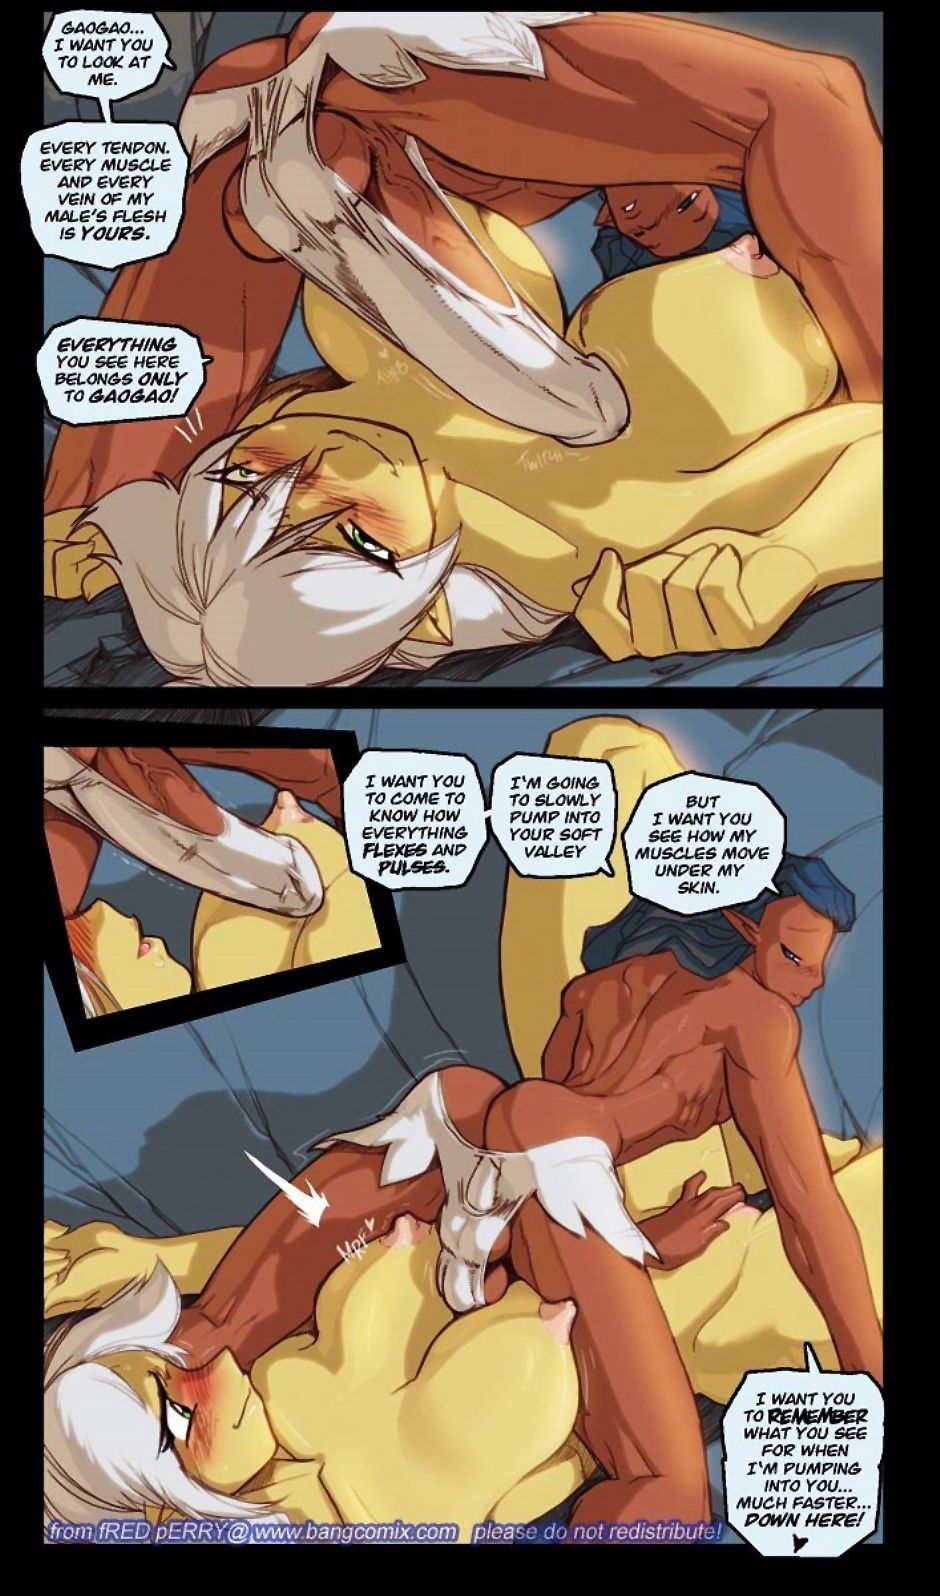 GAOGAO...
I WANT YOU
TO LOOK AT
ME.
EVERY TENDON.
EVERY MUSCLE
AND EVERY
VEIN OF MY
MALE'S FLESH
IS YOURS.
EVERYTHING
YOU SEE HERE
BELONGS ONLY
TO GAOGAO!
TWITCH
I WANT YOU
TO COME TO
KNOW HOW
EVERYTHING
FLEXES AND
PULSES.
I'M GOING
TO SLOWLY
PUMP INTO
YOUR SOFT
VALLEY
BUT
I WANT YOU
SEE HOW MY
MUSCLES MOVE
UNDER MY
SKIN.
MRF
I WANT YOU
TO REMEMBER
WHAT YOU SEE
FOR WHEN
I'M PUMPING
INTO YOU...
MUCH FASTER...
DOWN HERE!
from fRED pERRY@ www.bangcomix.com please do not redistribute!